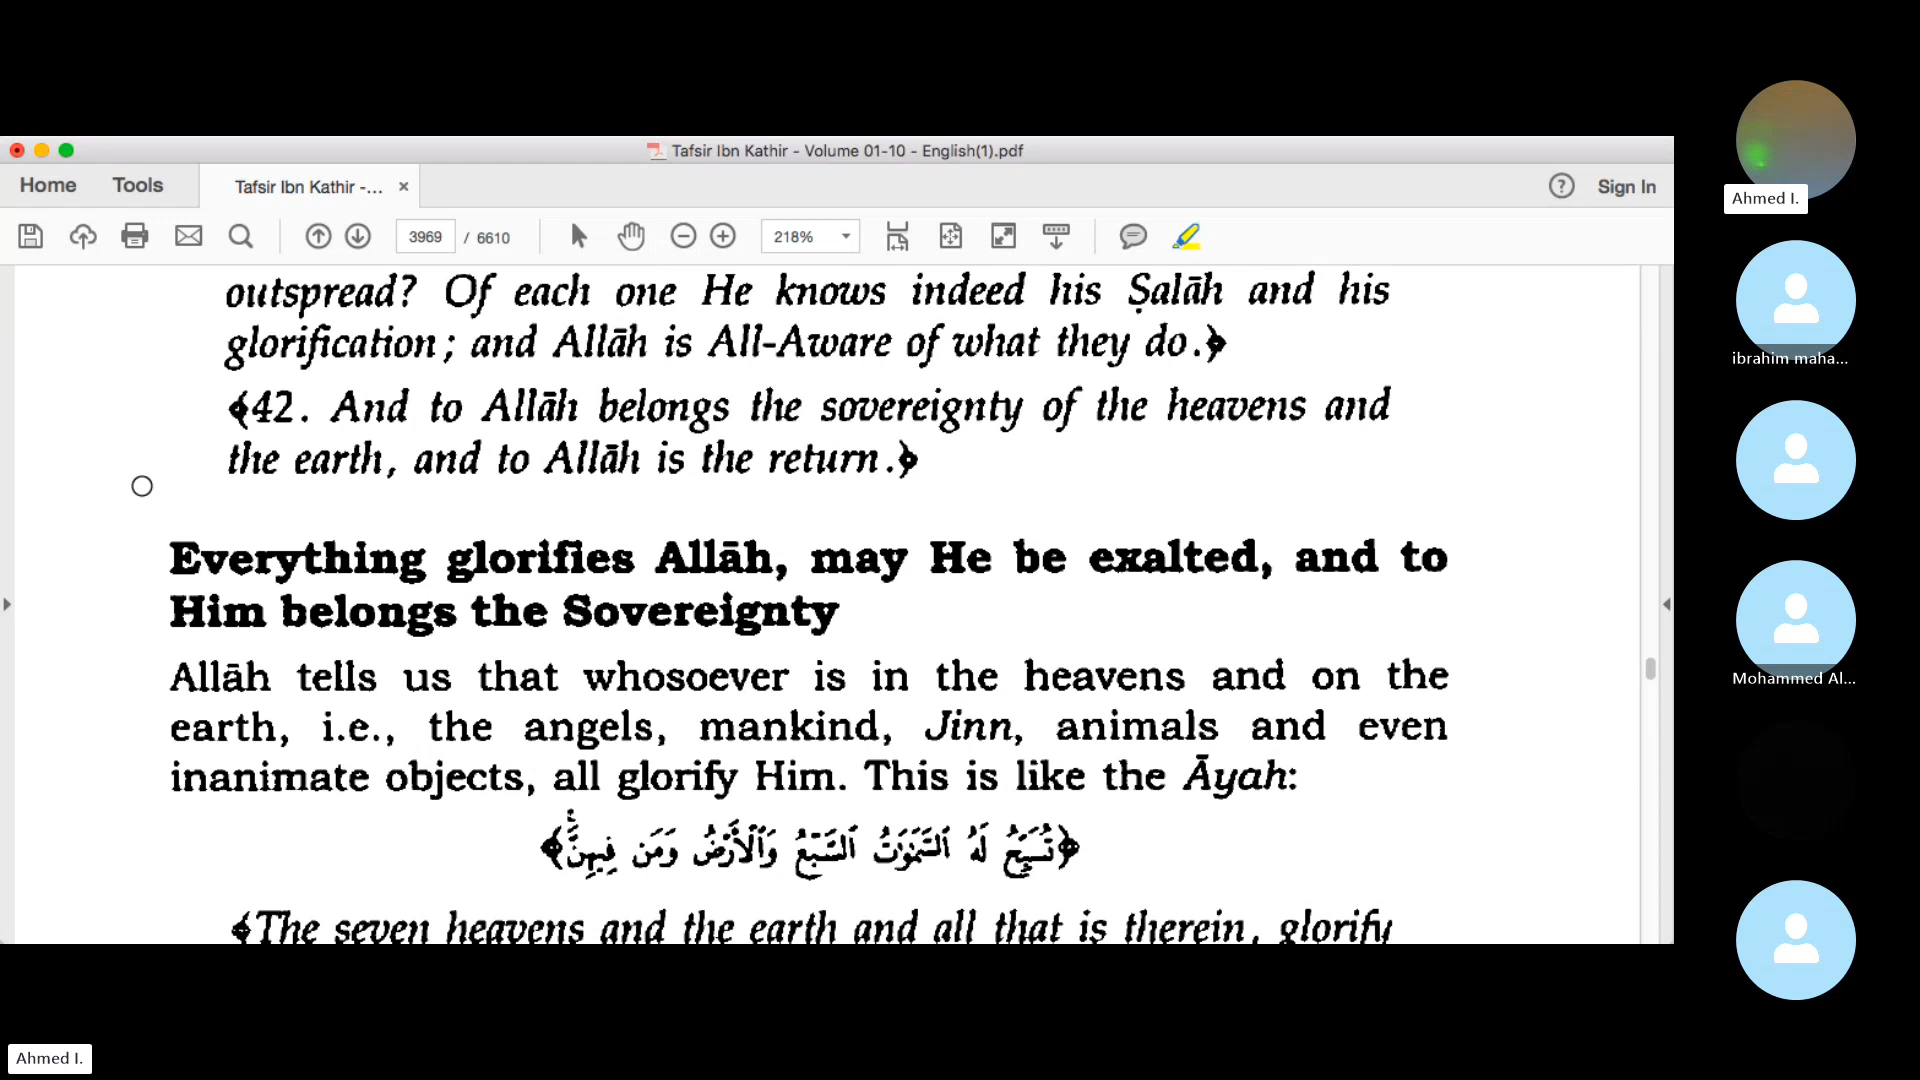 Tafsir Ibn Kathir - Volume 01-10 - English(1).pdf
Home
Tools
Tafsir Ibn Kathir -...
Sign In
3969 / 6610
218%
outspread? Of each one He knows indeed his Ṣalāh and his
glorification; and Allāh is All-Aware of what they do.﴿
﴾42. And to Allāh belongs the sovereignty of the heavens and
the earth, and to Allāh is the return.﴿
Everything glorifies Allāh, may He be exalted, and to
Him belongs the Sovereignty
Allāh tells us that whosoever is in the heavens and on the
earth, i.e., the angels, mankind, Jinn, animals and even
inanimate objects, all glorify Him. This is like the Āyah:
﴿تُسَبِّحُ لَهُ ٱلسَّمَٰوَٰتُ ٱلسَّبْعُ وَٱلْأَرْضُ وَمَن فِيهِنَّۚ﴾
﴾The seven heavens and the earth and all that is therein, glorify
Ahmed I.
ibrahim maha...
Mohammed Al...
Ahmed I.